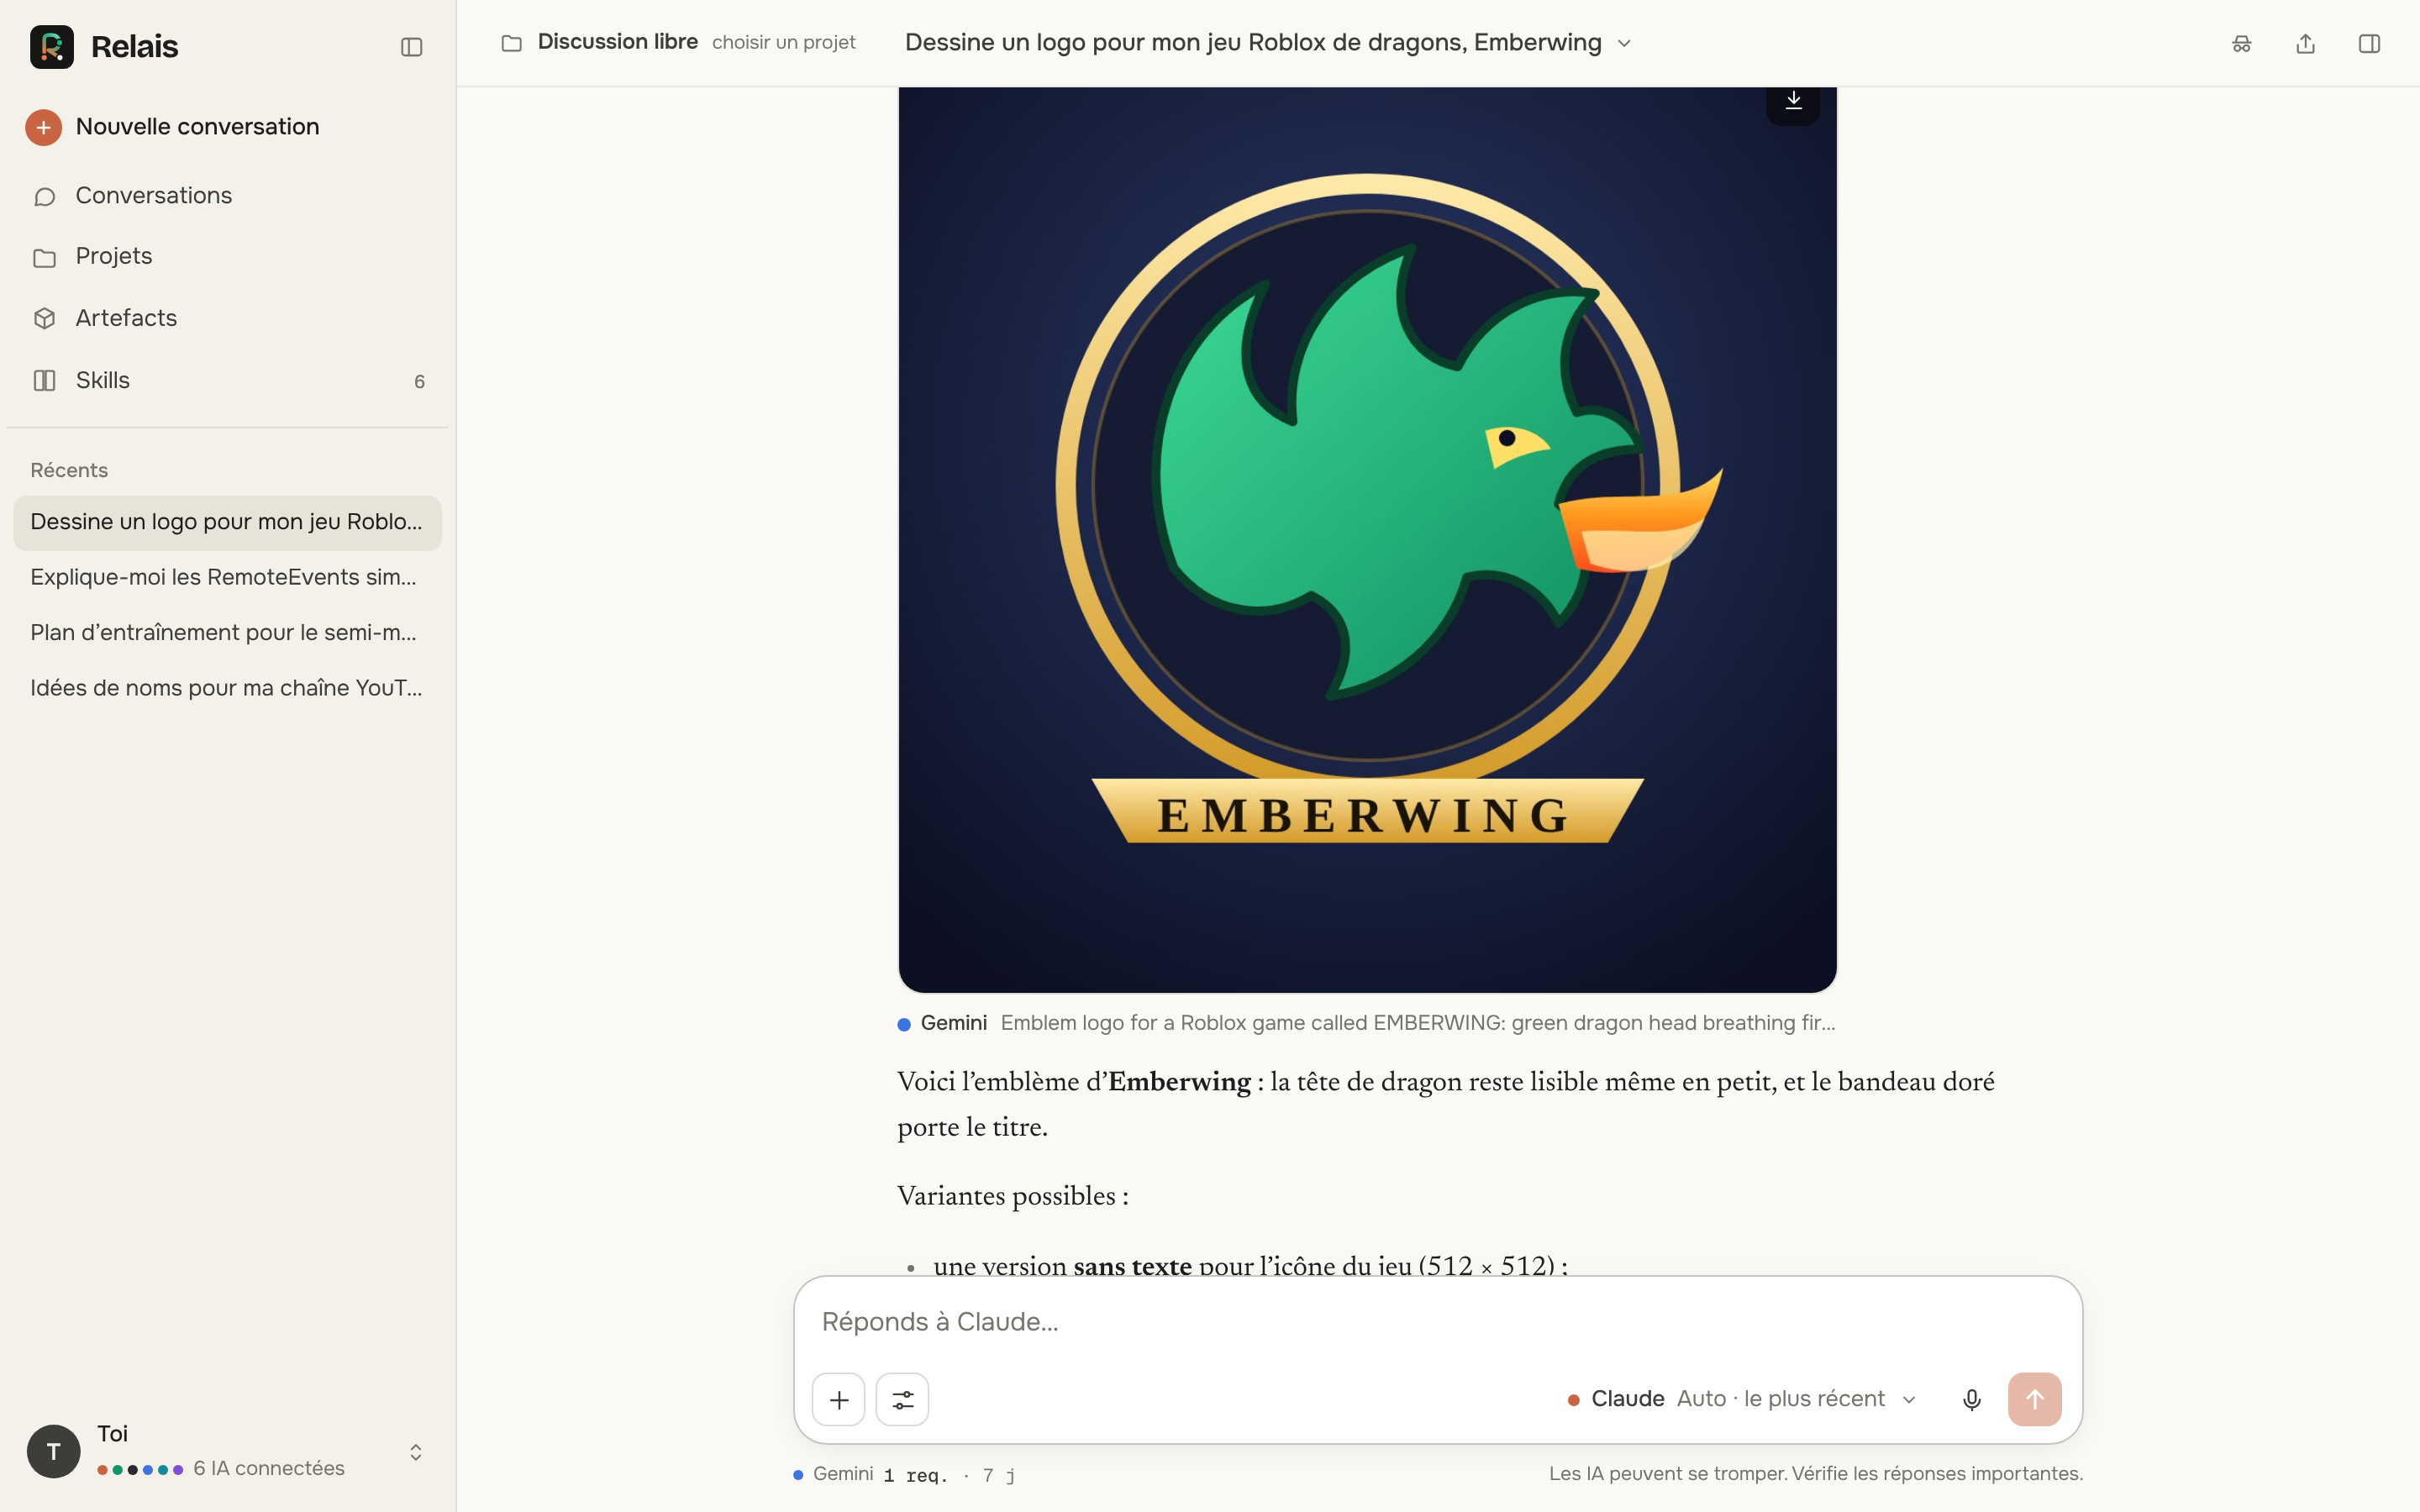 Relais
Nouvelle conversation
Conversations
Projets
Artefacts
Skills 6
Récents
Dessine un logo pour mon jeu Roblo...
Explique-moi les RemoteEvents sim...
Plan d’entraînement pour le semi-m...
Idées de noms pour ma chaîne YouT...
T
Toi
6 IA connectées
Discussion libre choisir un projet
Dessine un logo pour mon jeu Roblox de dragons, Emberwing
EMBERWING
Gemini Emblem logo for a Roblox game called EMBERWING: green dragon head breathing fir...
Voici l’emblème d’Emberwing : la tête de dragon reste lisible même en petit, et le bandeau doré
porte le titre.
Variantes possibles :
• une version sans texte pour l’icône du jeu (512 × 512) ;
Réponds à Claude...
Claude Auto · le plus récent
Gemini 1 req. · 7 j
Les IA peuvent se tromper. Vérifie les réponses importantes.